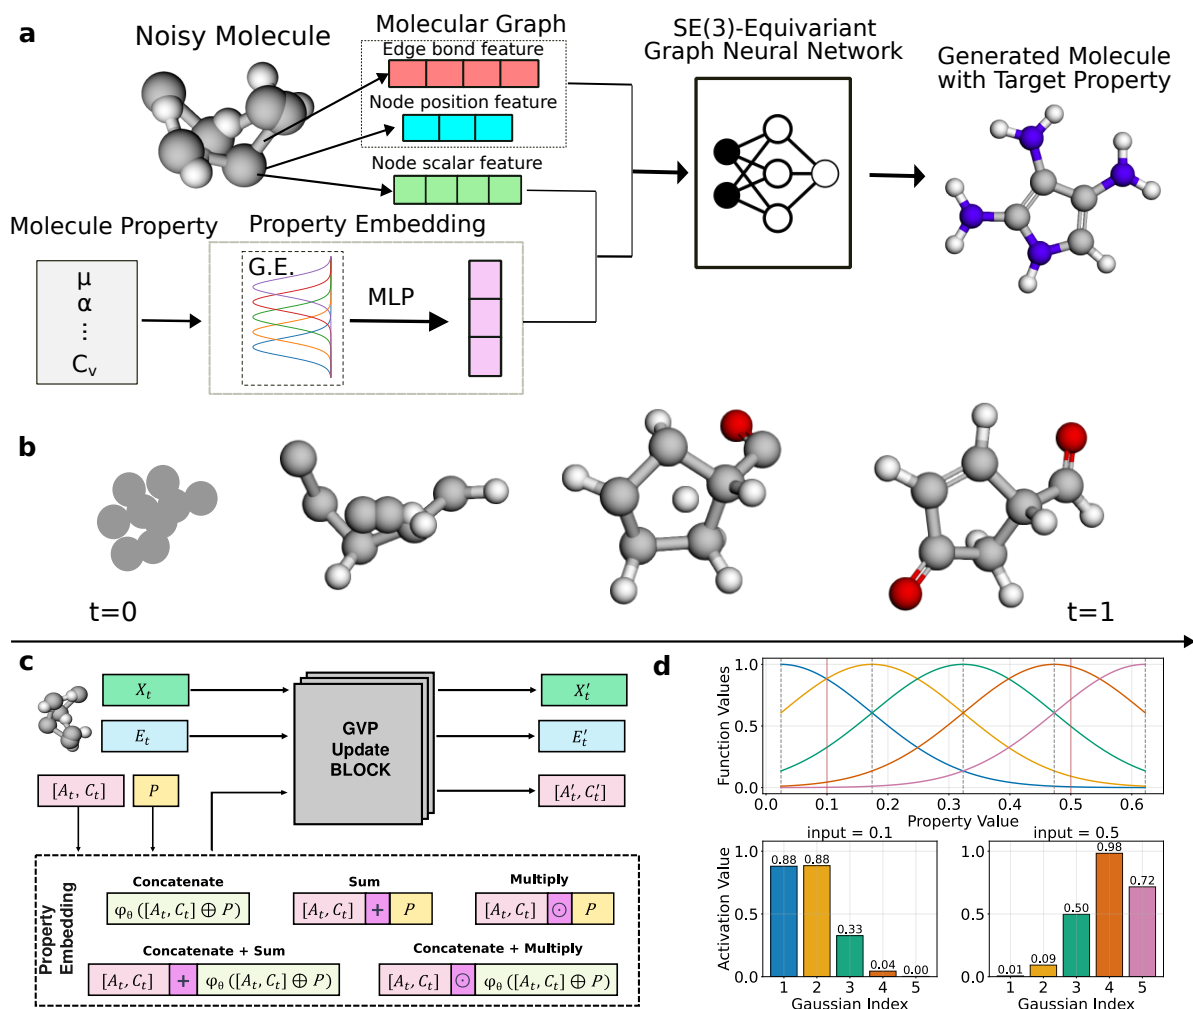 a
Noisy Molecule
Molecular Graph
Edge bond feature
Node position feature
Node scalar feature
SE(3)-Equivariant
Graph Neural Network
Generated Molecule
with Target Property
Molecule Property
μ
α
⋮
Cᵥ
Property Embedding
G.E.
MLP
b
t=0
t=1
c
Xₜ
Eₜ
[Aₜ, Cₜ]
P
GVP
Update
BLOCK
X′ₜ
E′ₜ
[A′ₜ, C′ₜ]
Property
Embedding
Concatenate
φ_θ ([Aₜ, Cₜ] ⊕ P)
Sum
[Aₜ, Cₜ] + P
Multiply
[Aₜ, Cₜ] ⊙ P
Concatenate + Sum
[Aₜ, Cₜ] + φ_θ ([Aₜ, Cₜ] ⊕ P)
Concatenate + Multiply
[Aₜ, Cₜ] ⊙ φ_θ ([Aₜ, Cₜ] ⊕ P)
d
Function Values
1.0
0.5
0.0
0.0 0.1 0.2 0.3 0.4 0.5 0.6
Property Value
input = 0.1
Activation Value
1.0
0.5
0.0
0.88 0.88 0.33 0.04 0.00
1 2 3 4 5
Gaussian Index
input = 0.5
1.0
0.5
0.0
0.01 0.09 0.50 0.98 0.72
1 2 3 4 5
Gaussian Index